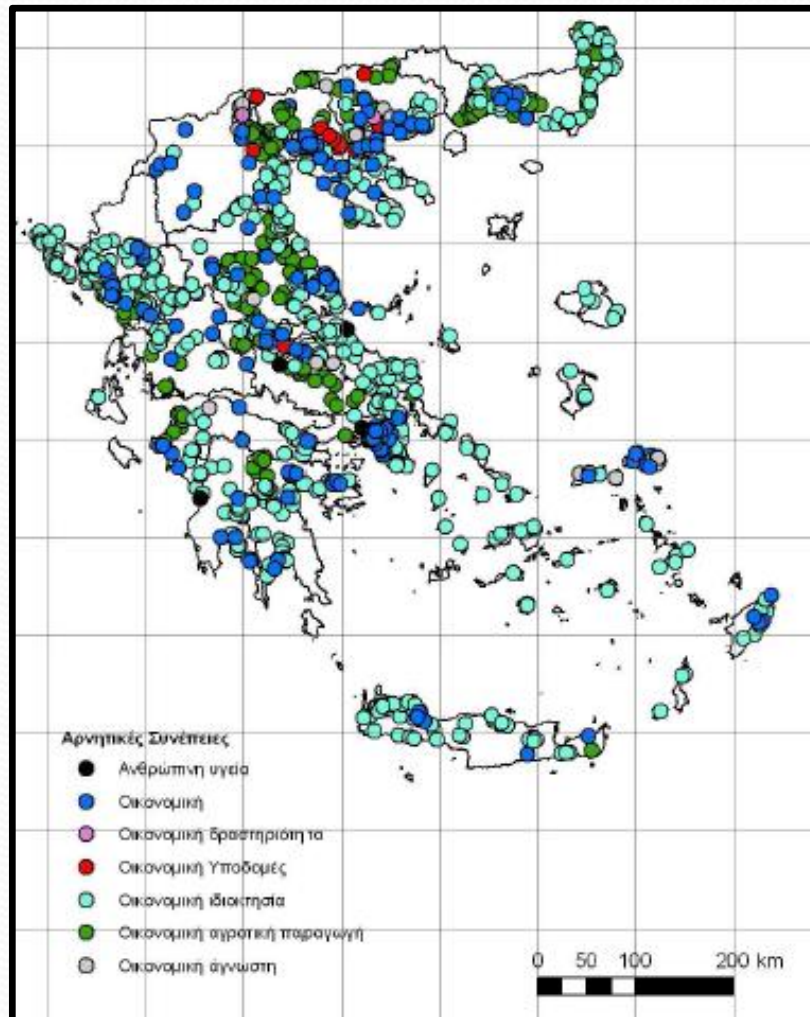 Αρνητικές Συνέπειες
Ανθρώπινη υγεία
Οικονομική
Οικονομική δραστηριότητα
Οικονομική Υποδομές
Οικονομική ιδιοκτησία
Οικονομική αγροτική παραγωγή
Οικονομική άγνωστη
0 50 100 200 km